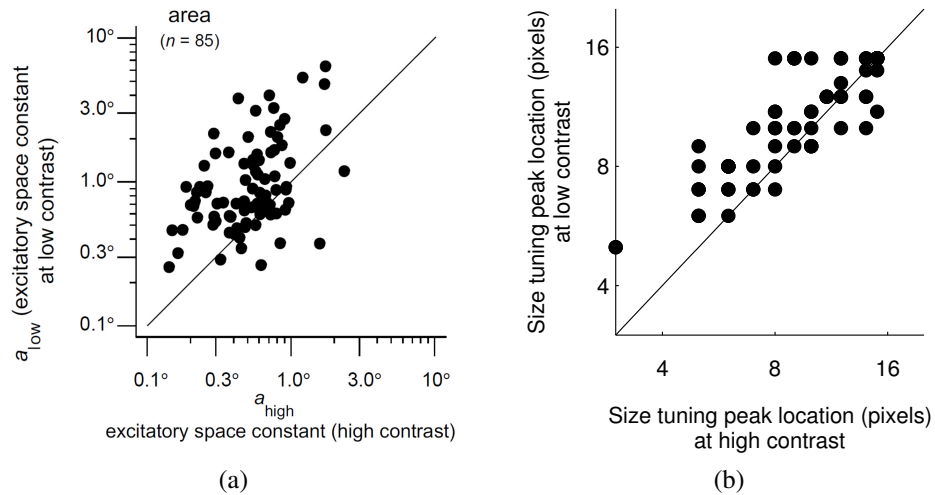 area
(n = 85)
10°
3.0°
1.0°
0.3°
0.1°
a low (excitatory space constant
at low contrast)
0.1°
0.3°
1.0°
3.0°
10°
a high
excitatory space constant (high contrast)
(a)
16
8
4
Size tuning peak location (pixels)
at low contrast
4
8
16
Size tuning peak location (pixels)
at high contrast
(b)